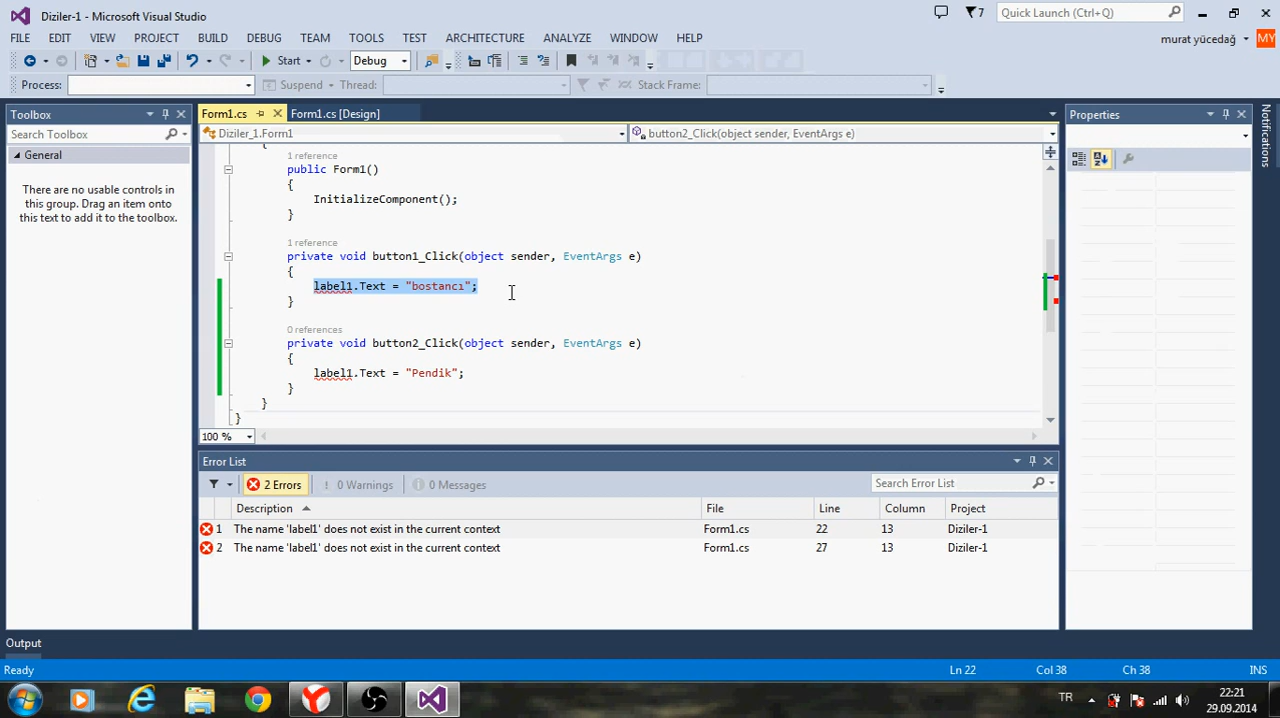 Diziler-1 - Microsoft Visual Studio
7
Quick Launch (Ctrl+Q)
FILE EDIT VIEW PROJECT BUILD DEBUG TEAM TOOLS TEST ARCHITECTURE ANALYZE WINDOW HELP
murat yücedağ MY
Start Debug
Process: Suspend Thread: Stack Frame:
Toolbox
Form1.cs Form1.cs [Design]
Properties
Search Toolbox
Diziler_1.Form1
button2_Click(object sender, EventArgs e)
General
There are no usable controls in
this group. Drag an item onto
this text to add it to the toolbox.
{
1 reference
public Form1()
{
InitializeComponent();
}
1 reference
private void button1_Click(object sender, EventArgs e)
{
label1.Text = "bostancı";
}
0 references
private void button2_Click(object sender, EventArgs e)
{
label1.Text = "Pendik";
}
}
}
100 %
Notifications
Error List
2 Errors 0 Warnings 0 Messages
Search Error List
Description File Line Column Project
1 The name 'label1' does not exist in the current context Form1.cs 22 13 Diziler-1
2 The name 'label1' does not exist in the current context Form1.cs 27 13 Diziler-1
Output
Ready Ln 22 Col 38 Ch 38 INS
TR
22:21
29.09.2014